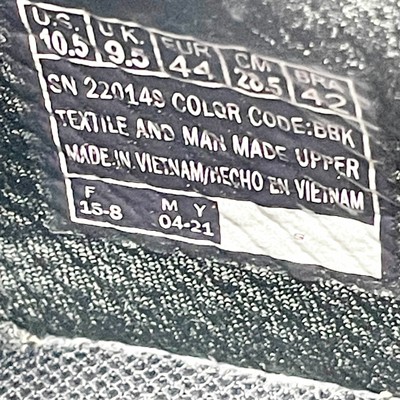 U.S. U.K. EUR CM BRA
10.5 9.5 44 28.5 42
SN 220149 COLOR CODE:BBK
TEXTILE AND MAN MADE UPPER
MADE.IN VIETNAM/HECHO EN VIETNAM
F M Y
15-8 04-21